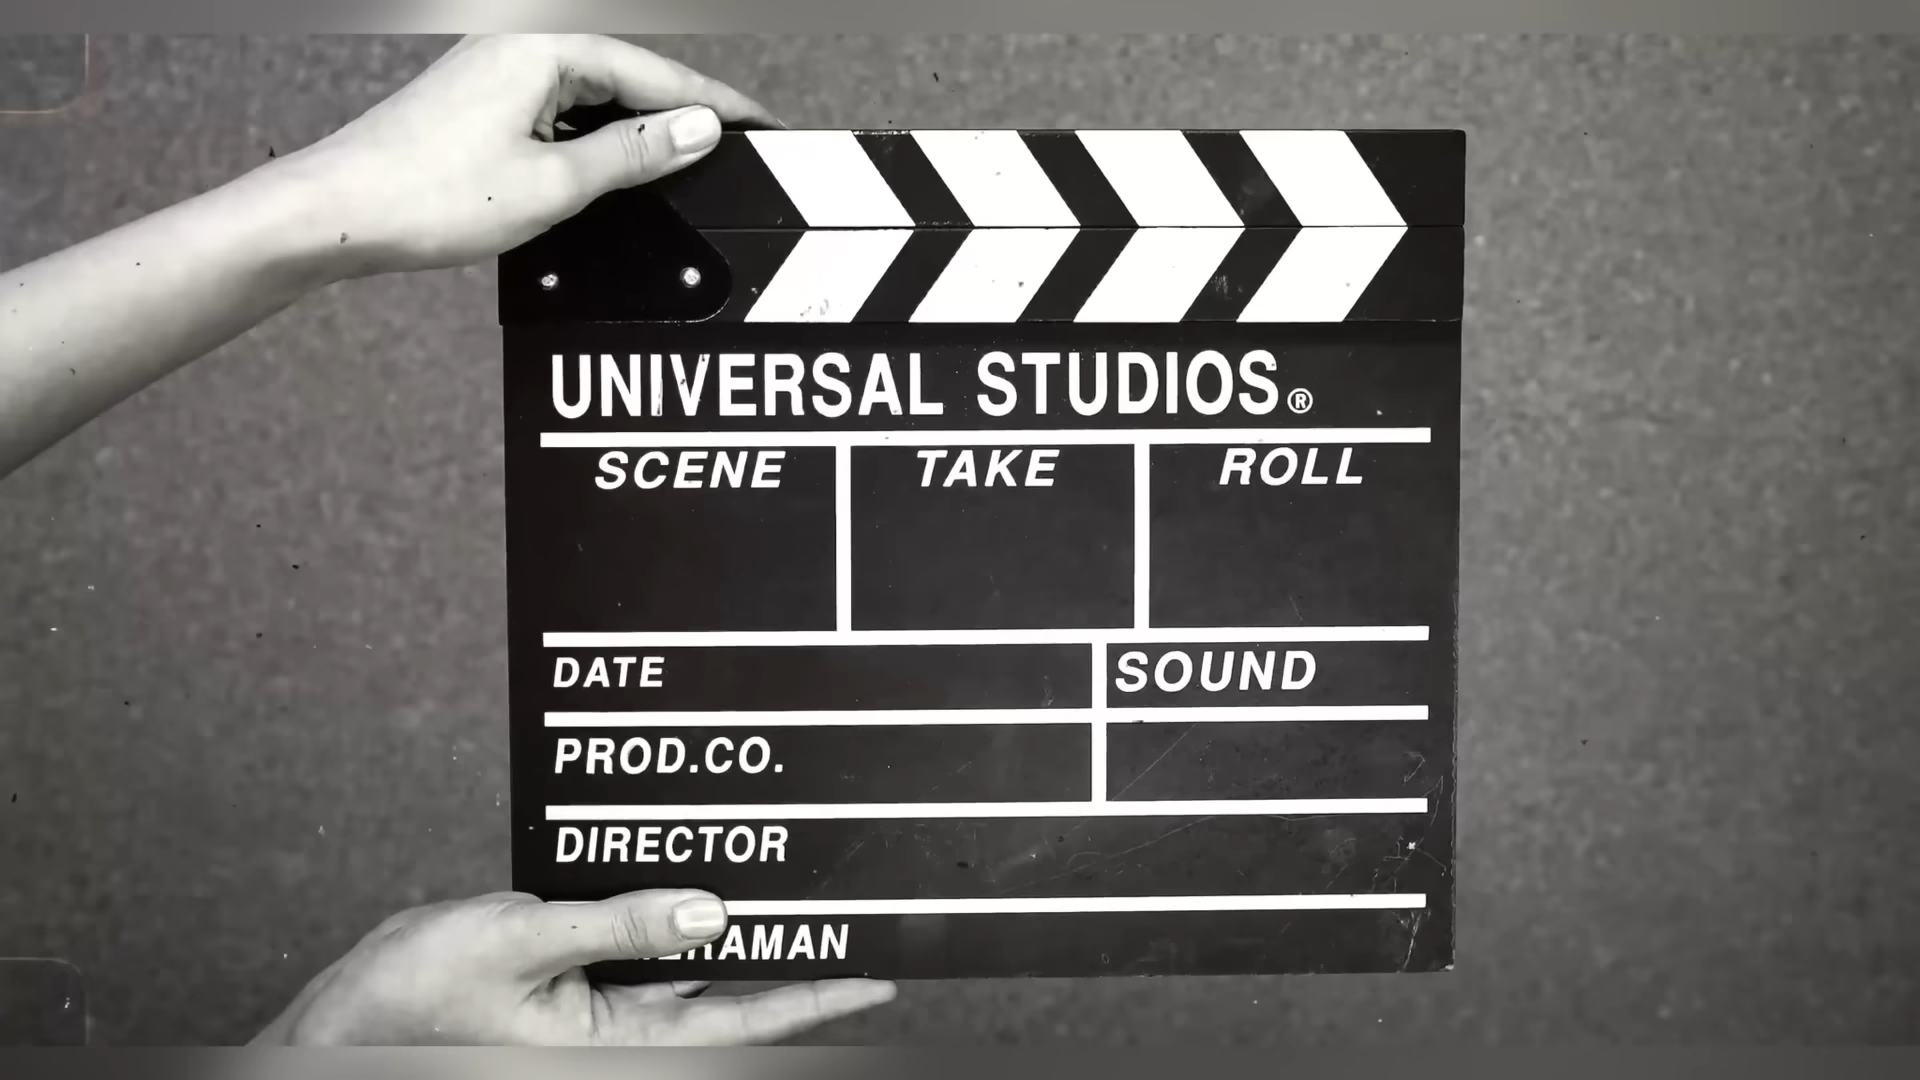 UNIVERSAL STUDIOS®
SCENE TAKE ROLL
DATE SOUND
PROD.CO.
DIRECTOR